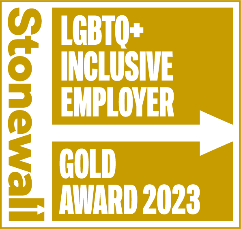 Stonewall
LGBTQ+
INCLUSIVE
EMPLOYER
GOLD
AWARD 2023